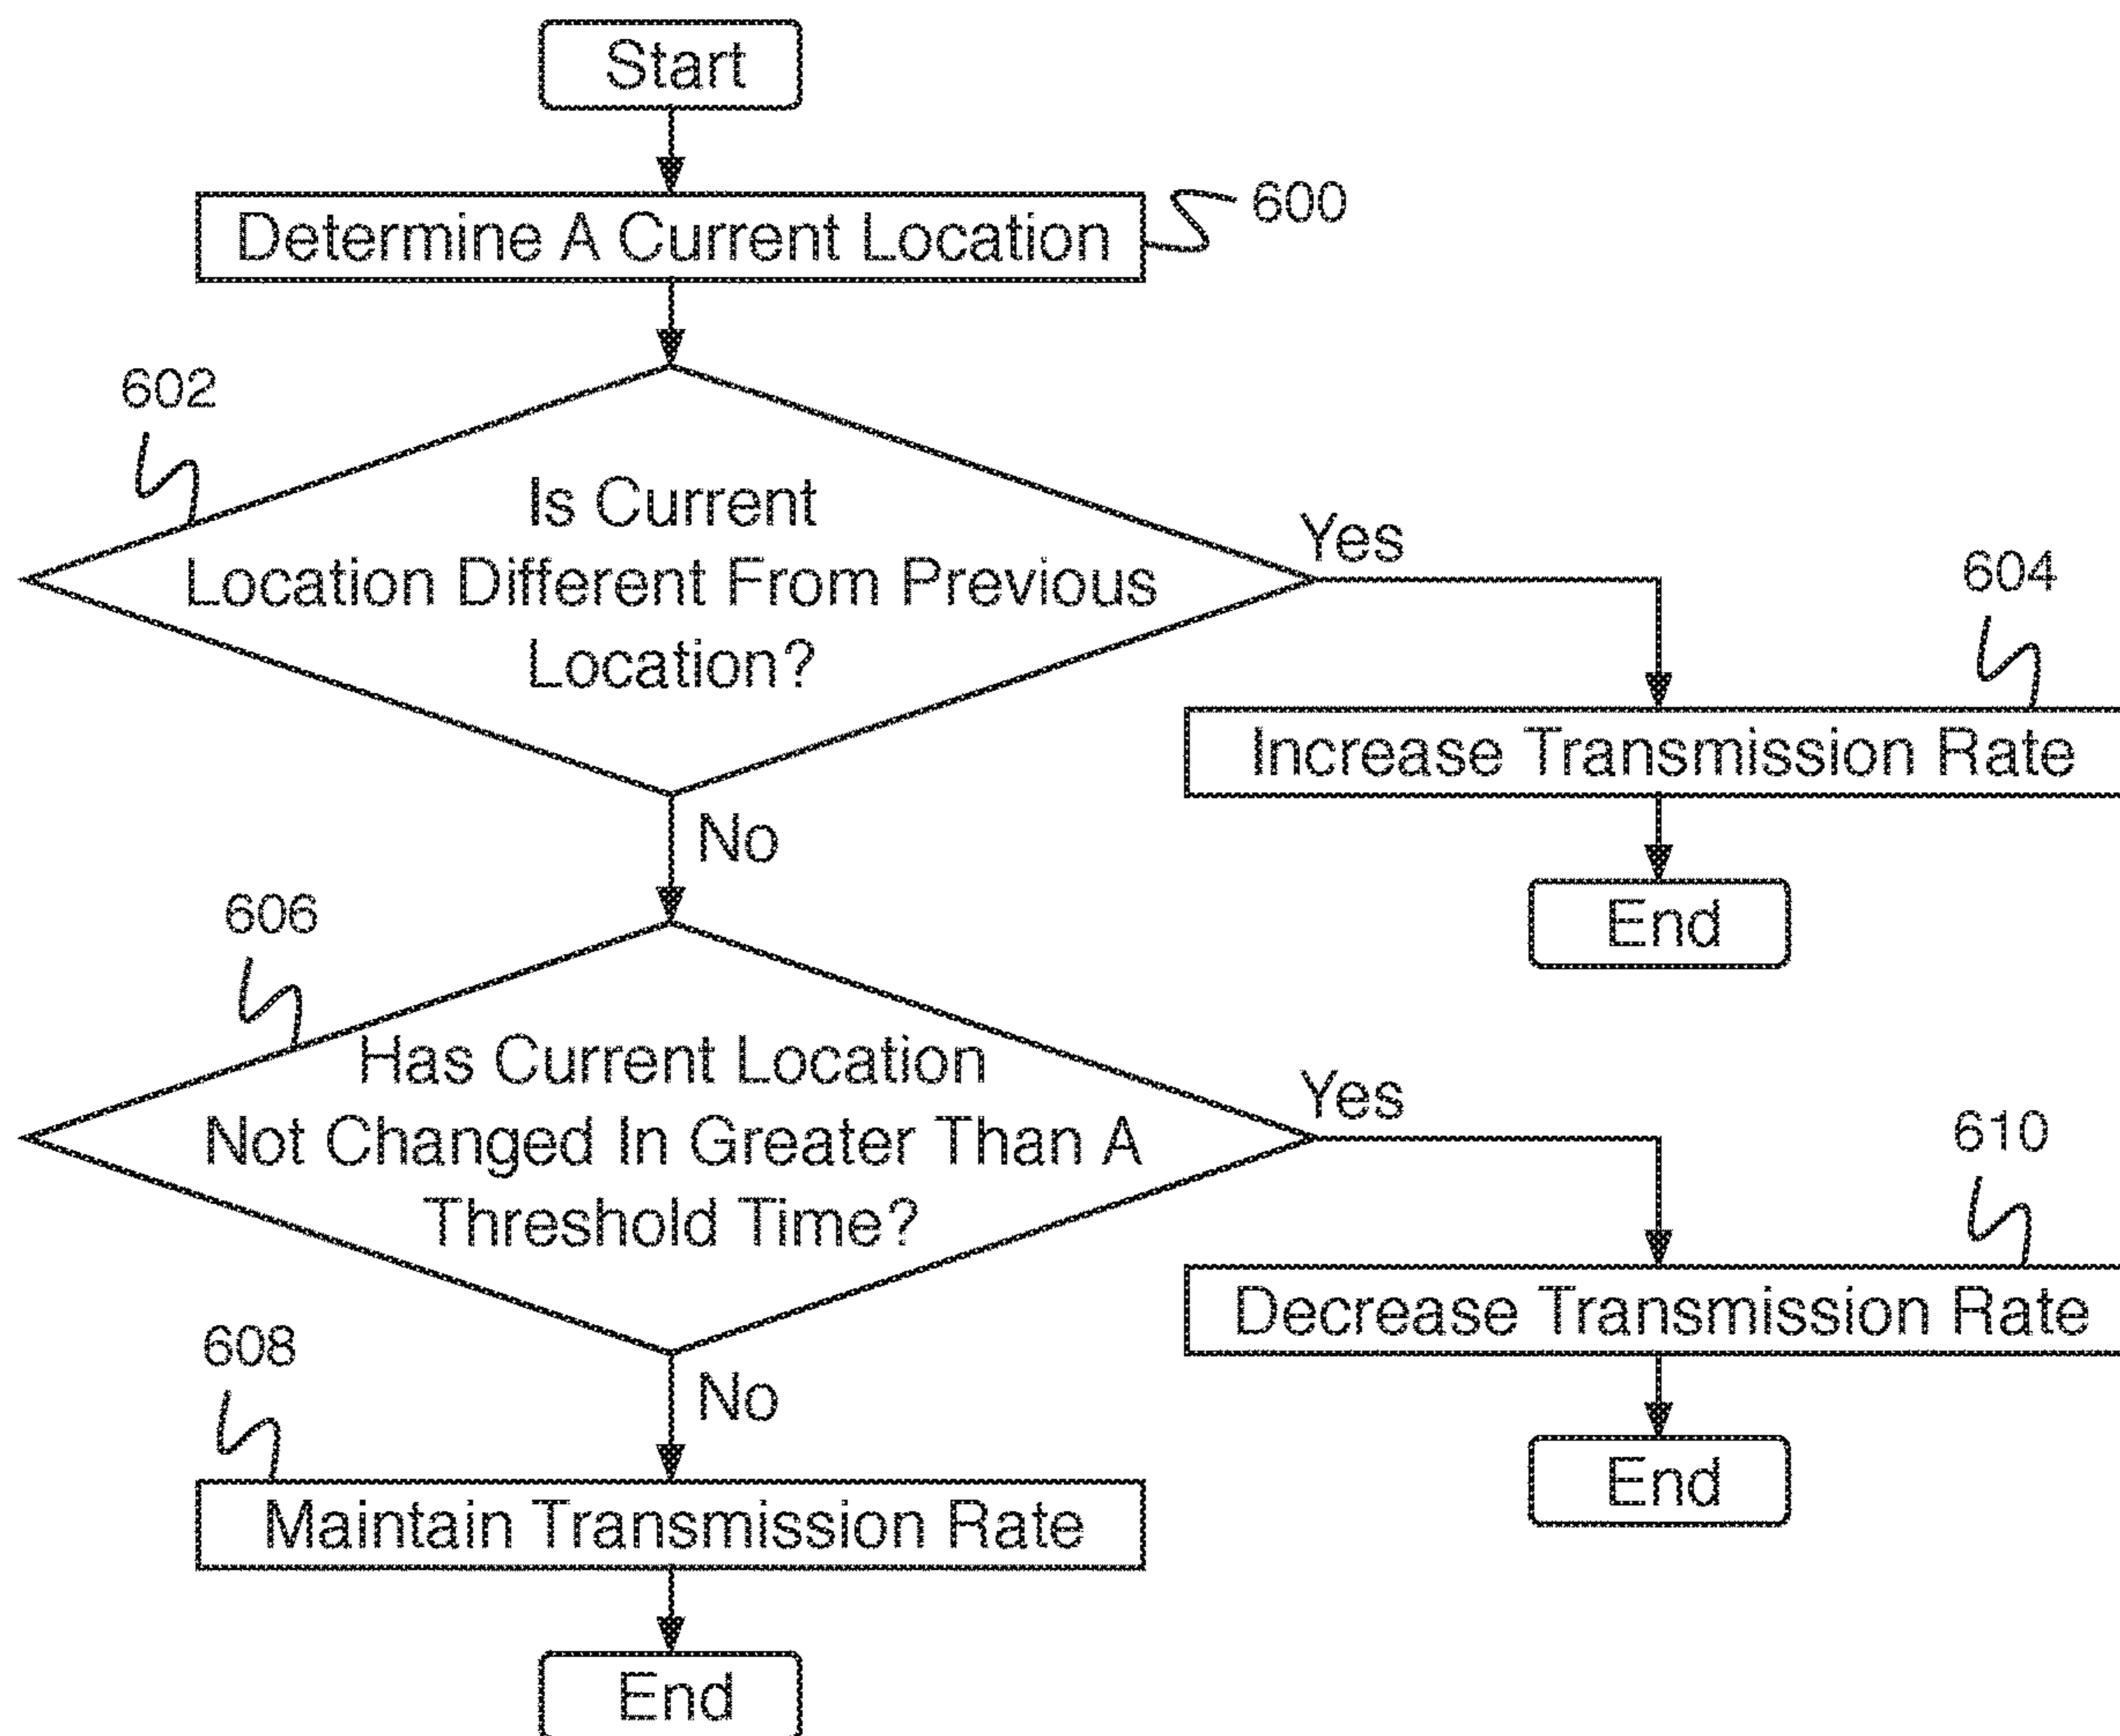 Start
Determine A Current Location
600
602
Is Current
Location Different From Previous
Location?
Yes
604
Increase Transmission Rate
End
No
606
Has Current Location
Not Changed In Greater Than A
Threshold Time?
Yes
610
Decrease Transmission Rate
End
No
608
Maintain Transmission Rate
End